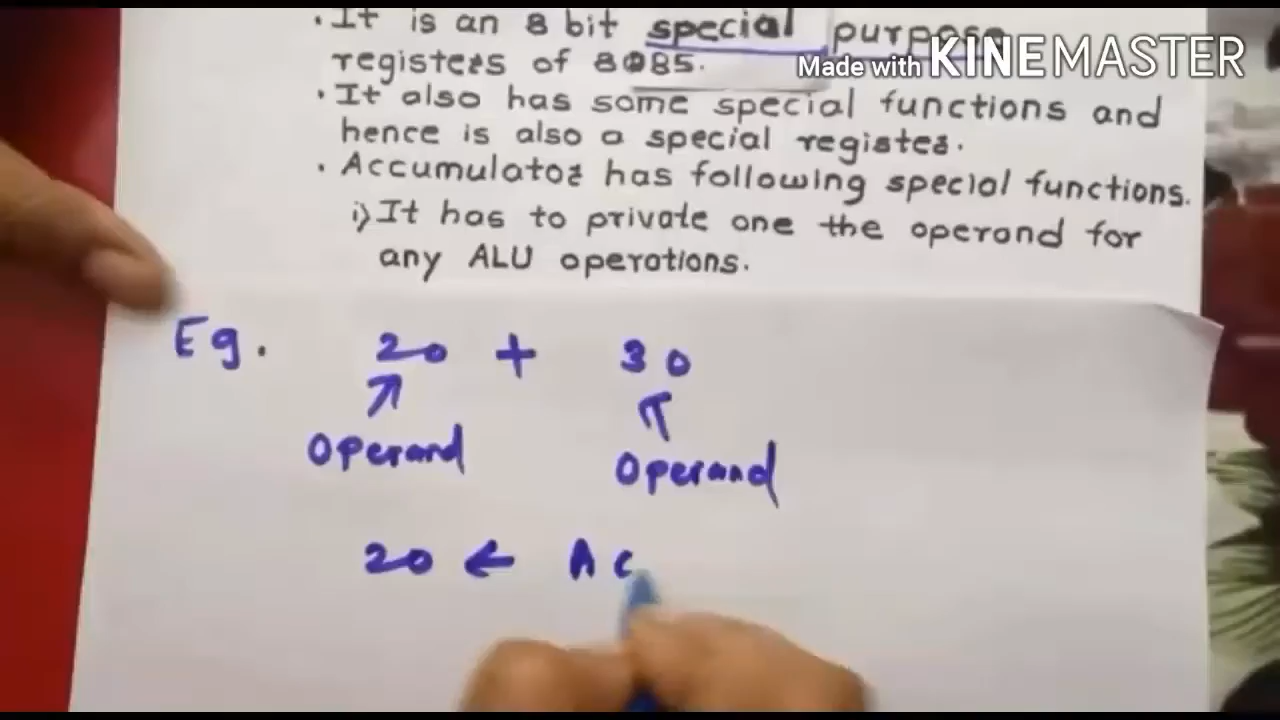 • It is an 8 bit special purpose
registers of 8085.
Made with KINEMASTER
• It also has some special functions and
hence is also a special register.
• Accumulator has following special functions.
i) It has to private one the operand for
any ALU operations.
Eg. 20 + 30
Operand Operand
20 ← Ac